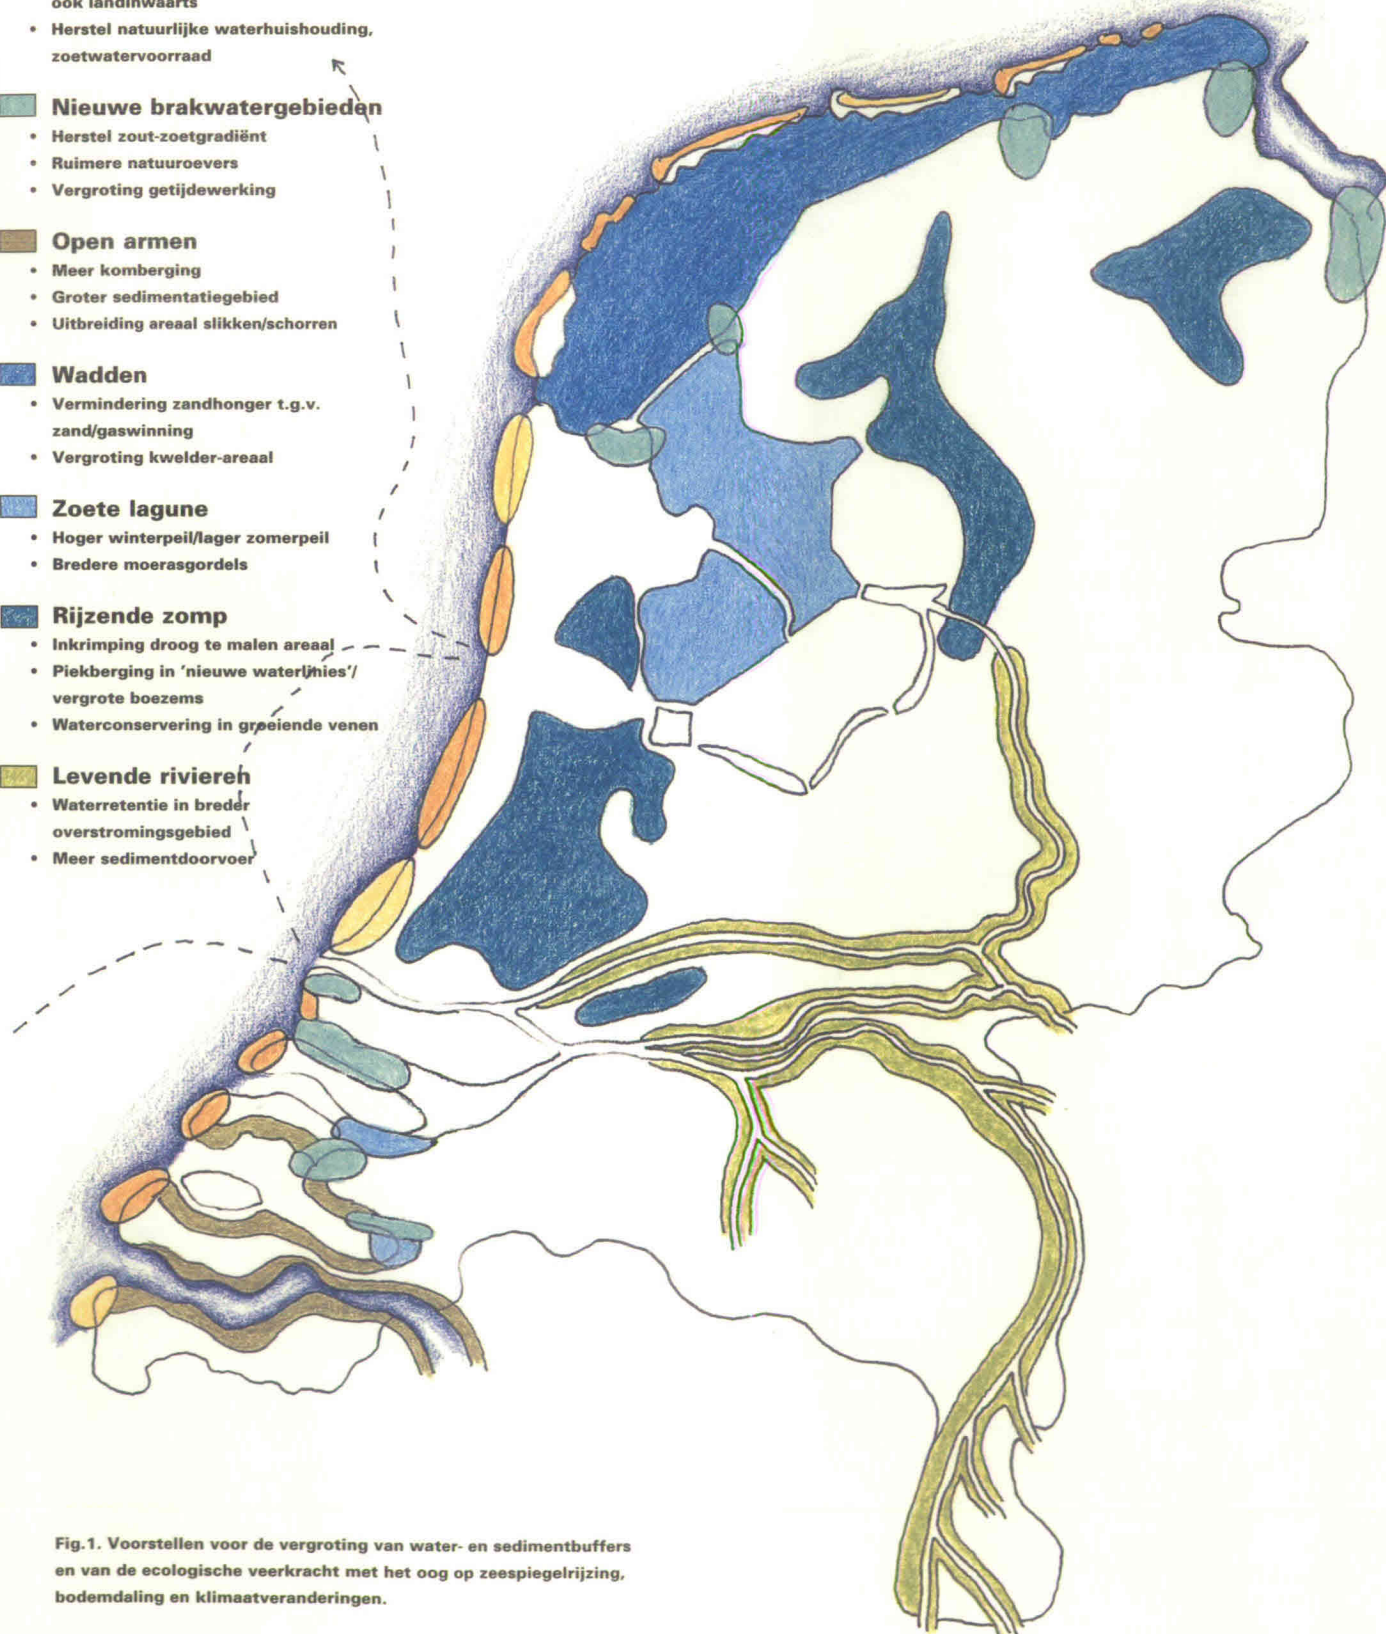 ook landinwaarts
• Herstel natuurlijke waterhuishouding,
zoetwatervoorraad
Nieuwe brakwatergebieden
• Herstel zout-zoetgradiënt
• Ruimere natuuroevers
• Vergroting getijdewerking
Open armen
• Meer komberging
• Groter sedimentatiegebied
• Uitbreiding areaal slikken/schorren
Wadden
• Vermindering zandhonger t.g.v.
zand/gaswinning
• Vergroting kwelder-areaal
Zoete lagune
• Hoger winterpeil/lager zomerpeil
• Bredere moerasgordels
Rijzende zomp
• Inkrimping droog te malen areaal
• Piekberging in 'nieuwe waterlinies'/
vergrote boezems
• Waterconservering in groeiende venen
Levende rivieren
• Waterretentie in breder
overstromingsgebied
• Meer sedimentdoorvoer
Fig.1. Voorstellen voor de vergroting van water- en sedimentbuffers
en van de ecologische veerkracht met het oog op zeespiegelrijzing,
bodemdaling en klimaatveranderingen.